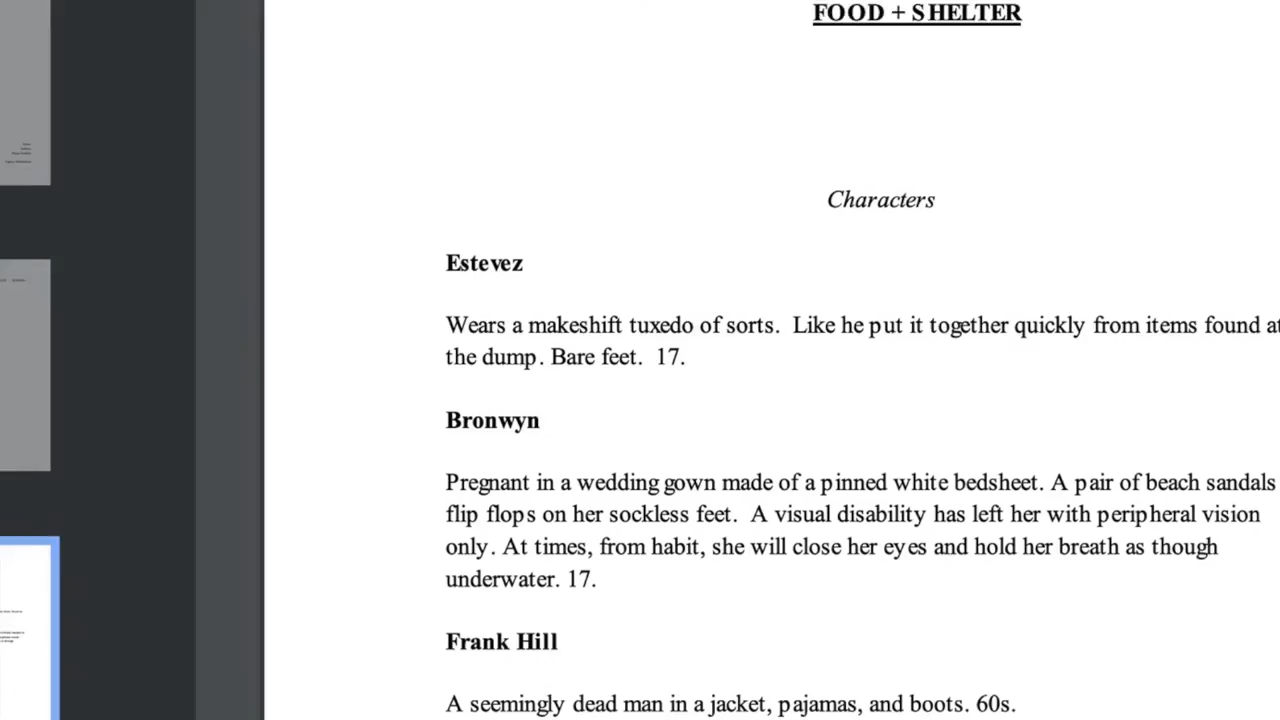 FOOD + SHELTER
Characters
Estevez
Wears a makeshift tuxedo of sorts.  Like he put it together quickly from items found at
the dump. Bare feet.  17.
Bronwyn
Pregnant in a wedding gown made of a pinned white bedsheet. A pair of beach sandals
flip flops on her sockless feet.  A visual disability has left her with peripheral vision
only. At times, from habit, she will close her eyes and hold her breath as though
underwater. 17.
Frank Hill
A seemingly dead man in a jacket, pajamas, and boots. 60s.